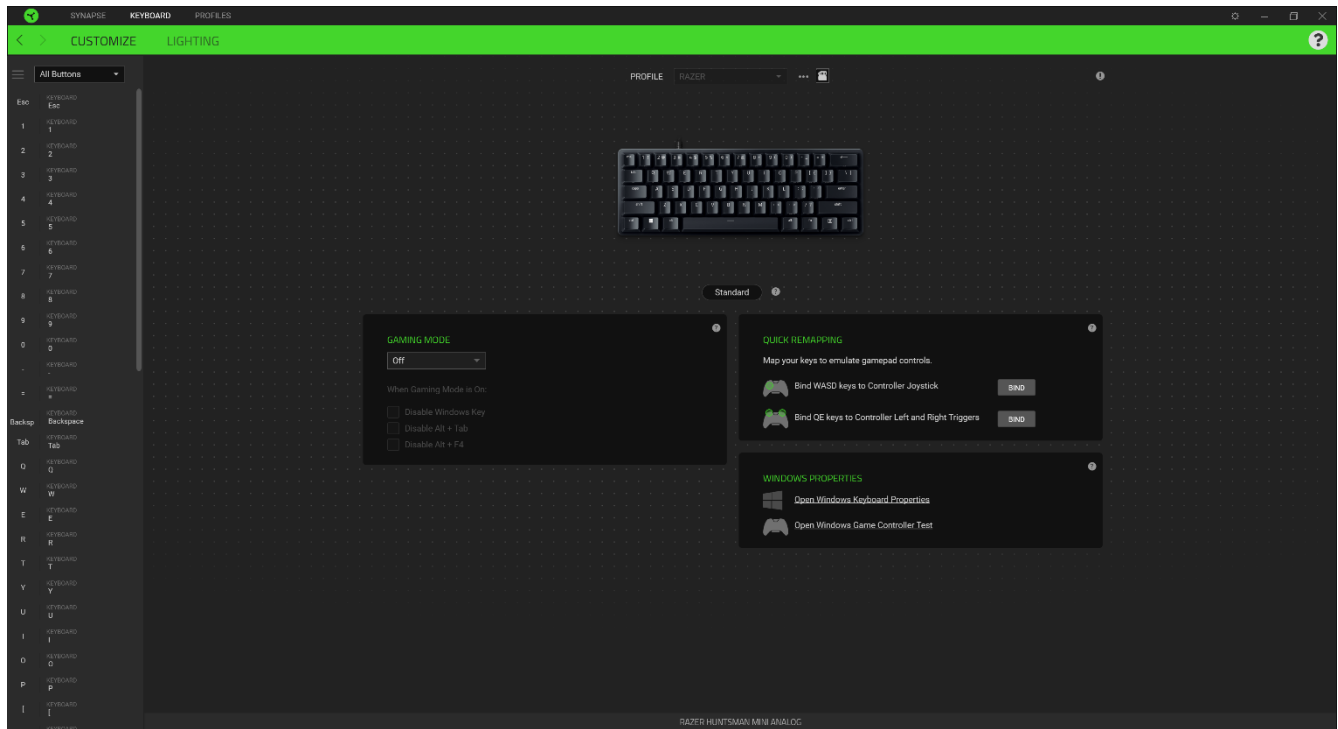 SYNAPSE KEYBOARD PROFILES
CUSTOMIZE LIGHTING
?
All Buttons
PROFILE RAZER
Esc KEYBOARD
Esc
1 KEYBOARD
1
2 KEYBOARD
2
3 KEYBOARD
3
4 KEYBOARD
4
5 KEYBOARD
5
6 KEYBOARD
6
7 KEYBOARD
7
8 KEYBOARD
8
9 KEYBOARD
9
0 KEYBOARD
0
- KEYBOARD
-
= KEYBOARD
=
Backsp KEYBOARD
Backspace
Tab KEYBOARD
Tab
Q KEYBOARD
Q
W KEYBOARD
W
E KEYBOARD
E
R KEYBOARD
R
T KEYBOARD
T
Y KEYBOARD
Y
U KEYBOARD
U
I KEYBOARD
I
O KEYBOARD
O
P KEYBOARD
P
[ KEYBOARD
[
KEYBOARD
Standard ?
GAMING MODE ?
Off
When Gaming Mode is On:
Disable Windows Key
Disable Alt + Tab
Disable Alt + F4
QUICK REMAPPING ?
Map your keys to emulate gamepad controls.
Bind WASD keys to Controller Joystick BIND
Bind QE keys to Controller Left and Right Triggers BIND
WINDOWS PROPERTIES ?
Open Windows Keyboard Properties
Open Windows Game Controller Test
RAZER HUNTSMAN MINI ANALOG